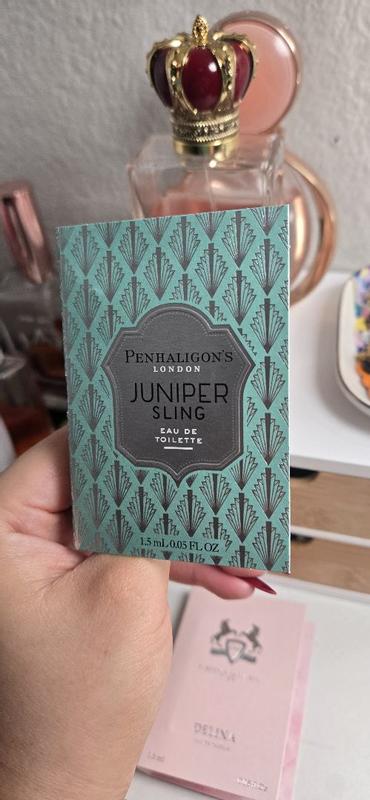 PENHALIGON'S
LONDON
JUNIPER
SLING
EAU DE
TOILETTE
1.5 mL 0.05 FL OZ
DELINA